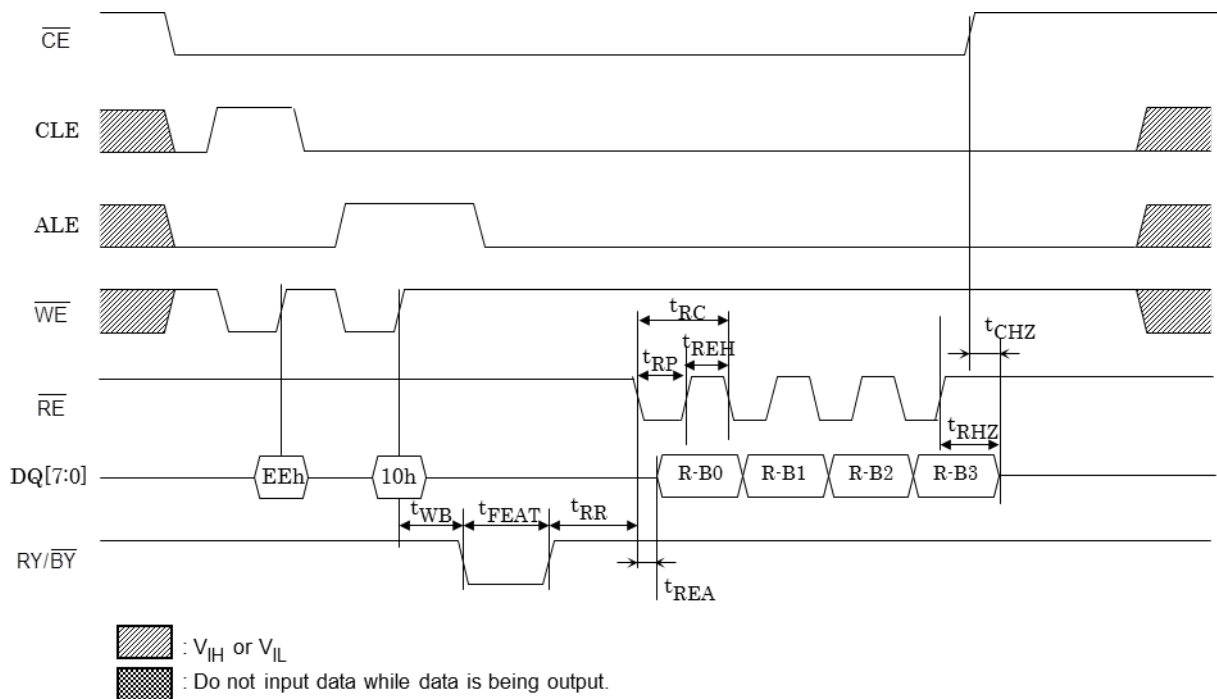 CE
CLE
ALE
WE
tRC
tCHZ
tREH
tRP
RE
tRHZ
DQ[7:0]
EEh
10h
R-B0
R-B1
R-B2
R-B3
tWB
tFEAT
tRR
RY/BY
tREA
: VIH or VIL
: Do not input data while data is being output.